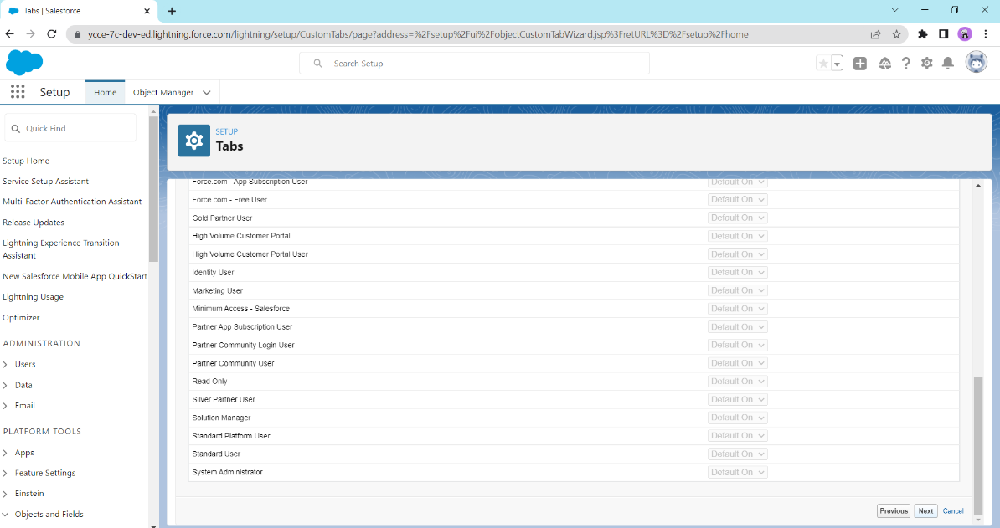 Tabs | Salesforce
ycce-7c-dev-ed.lightning.force.com/lightning/setup/CustomTabs/page?address=%2Fsetup%2Fui%2FobjectCustomTabWizard.jsp%3FretURL%3D%2Fsetup%2Fhome
Search Setup
Setup
Home
Object Manager
Quick Find
Setup Home
Service Setup Assistant
Multi-Factor Authentication Assistant
Release Updates
Lightning Experience Transition
Assistant
New Salesforce Mobile App QuickStart
Lightning Usage
Optimizer
ADMINISTRATION
Users
Data
Email
PLATFORM TOOLS
Apps
Feature Settings
Einstein
Objects and Fields
SETUP
Tabs
Force.com - App Subscription User Default On
Force.com - Free User Default On
Gold Partner User Default On
High Volume Customer Portal Default On
High Volume Customer Portal User Default On
Identity User Default On
Marketing User Default On
Minimum Access - Salesforce Default On
Partner App Subscription User Default On
Partner Community Login User Default On
Partner Community User Default On
Read Only Default On
Silver Partner User Default On
Solution Manager Default On
Standard Platform User Default On
Standard User Default On
System Administrator Default On
Previous Next Cancel